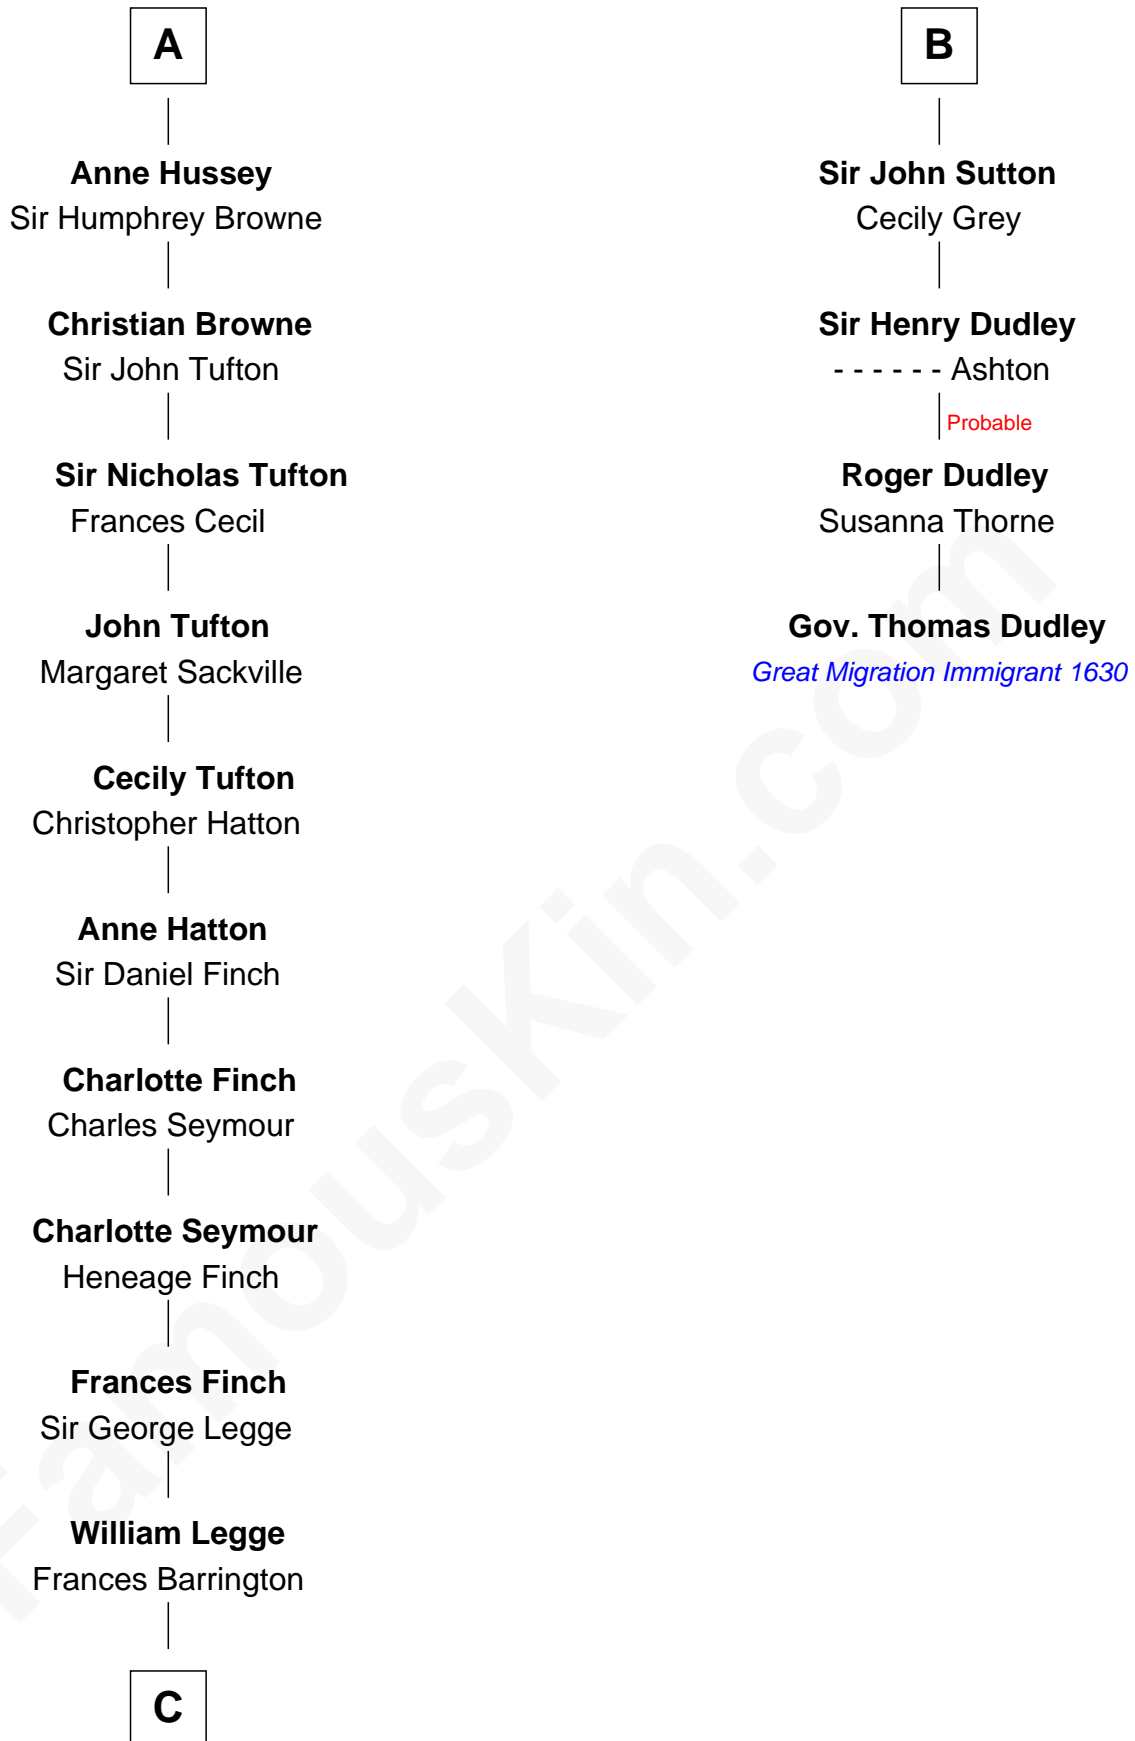 A
Anne Hussey
Sir Humphrey Browne
Christian Browne
Sir John Tufton
Sir Nicholas Tufton
Frances Cecil
John Tufton
Margaret Sackville
Cecily Tufton
Christopher Hatton
Anne Hatton
Sir Daniel Finch
Charlotte Finch
Charles Seymour
Charlotte Seymour
Heneage Finch
Frances Finch
Sir George Legge
William Legge
Frances Barrington
C
B
Sir John Sutton
Cecily Grey
Sir Henry Dudley
- - - - - - Ashton
Probable
Roger Dudley
Susanna Thorne
Gov. Thomas Dudley
Great Migration Immigrant 1630
FamousKin.com